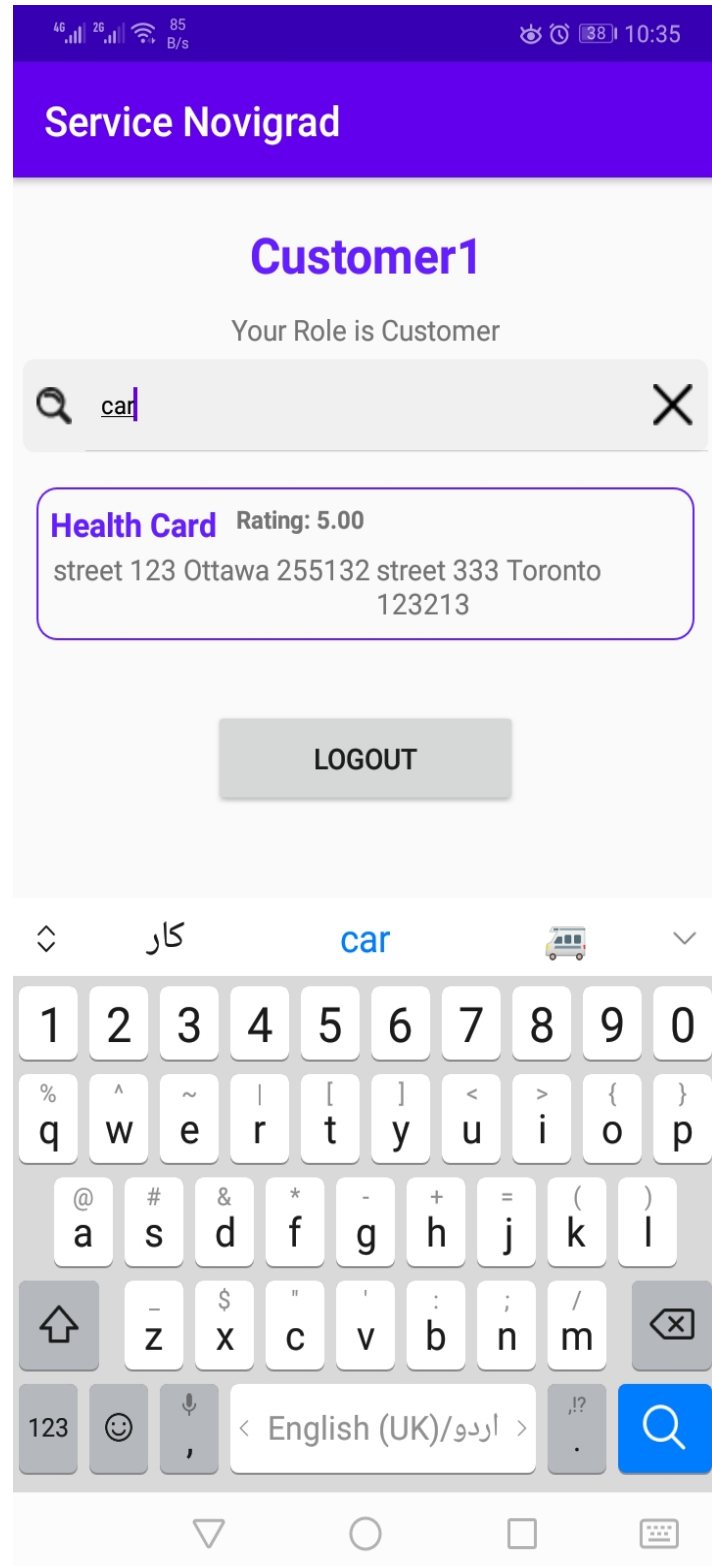 4G 2G 85 B/s 38 10:35
Service Novigrad
Customer1
Your Role is Customer
car
Health Card Rating: 5.00
street 123 Ottawa 255132 street 333 Toronto
123213
LOGOUT
کار car
1 2 3 4 5 6 7 8 9 0
% ^ ~ | [ ] < > { }
q w e r t y u i o p
@ # & * - + = ( )
a s d f g h j k l
_ $ " ' : ; /
z x c v b n m
,!?
123 , < English (UK)/اردو > .